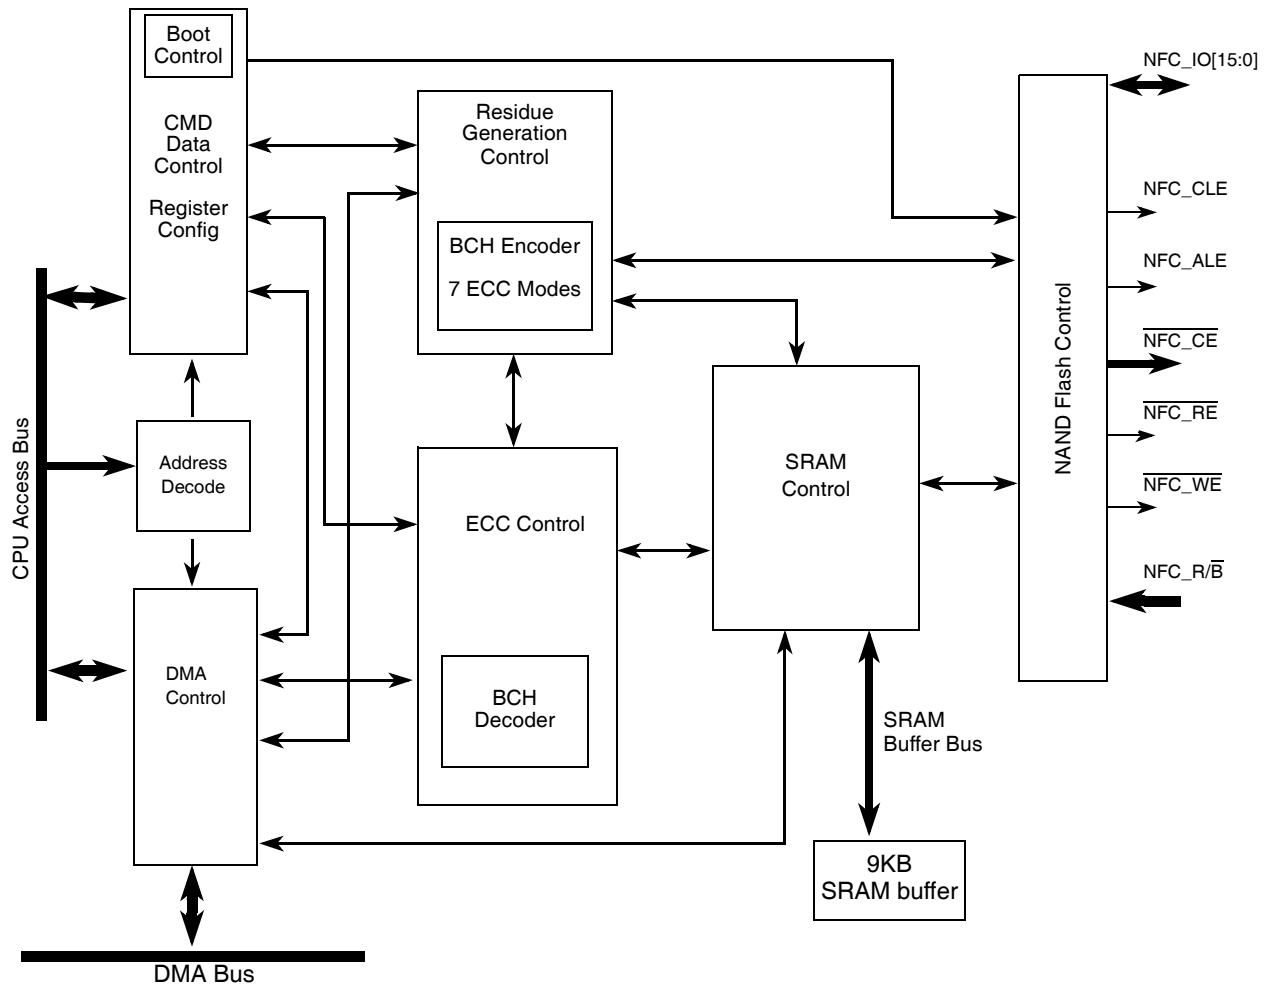 Boot
Control
CMD
Data
Control
Register
Config
Residue
Generation
Control
BCH Encoder
7 ECC Modes
NFC_IO[15:0]
NFC_CLE
NFC_ALE
NFC_CE
NFC_RE
NFC_WE
NFC_R/B
NAND Flash Control
CPU Access Bus
Address
Decode
ECC Control
SRAM
Control
DMA
Control
BCH
Decoder
SRAM
Buffer Bus
9KB
SRAM buffer
DMA Bus